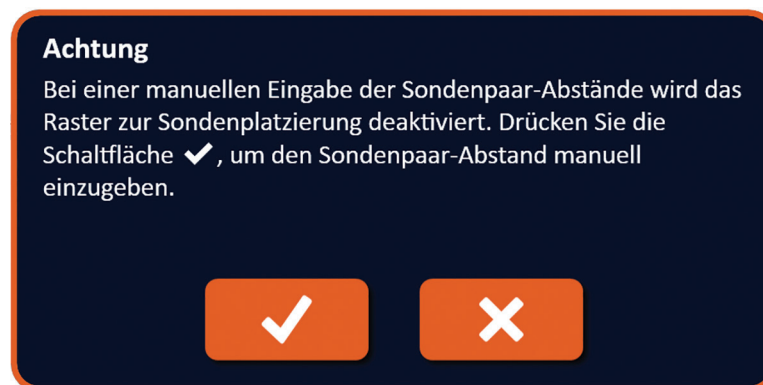 Achtung
Bei einer manuellen Eingabe der Sondenpaar-Abstände wird das
Raster zur Sondenplatzierung deaktiviert. Drücken Sie die
Schaltfläche ✔, um den Sondenpaar-Abstand manuell
einzugeben.